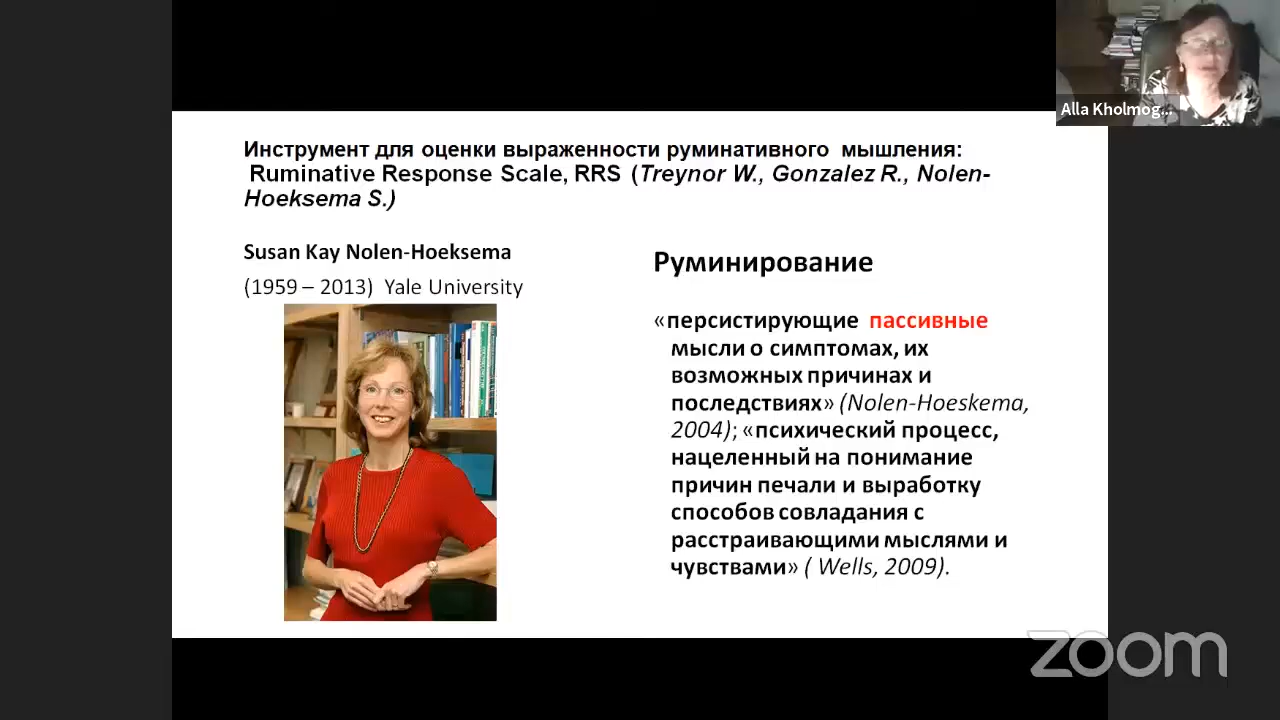 Alla Kholmog...
Инструмент для оценки выраженности руминативного мышления:
Ruminative Response Scale, RRS (Treynor W., Gonzalez R., Nolen-
Hoeksema S.)
Susan Kay Nolen-Hoeksema
(1959 – 2013) Yale University
Руминирование
«персистирующие пассивные
мысли о симптомах, их
возможных причинах и
последствиях» (Nolen-Hoeskema,
2004); «психический процесс,
нацеленный на понимание
причин печали и выработку
способов совладания с
расстраивающими мыслями и
чувствами» ( Wells, 2009).
zoom